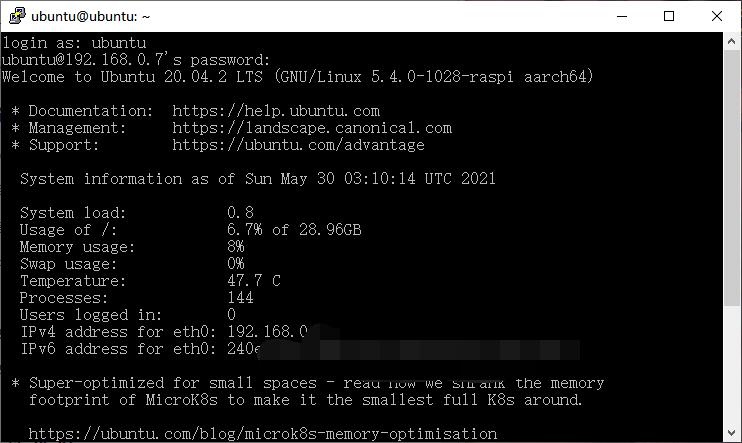 ubuntu@ubuntu: ~
login as: ubuntu
ubuntu@192.168.0.7's password:
Welcome to Ubuntu 20.04.2 LTS (GNU/Linux 5.4.0-1028-raspi aarch64)
* Documentation: https://help.ubuntu.com
* Management: https://landscape.canonical.com
* Support: https://ubuntu.com/advantage
System information as of Sun May 30 03:10:14 UTC 2021
System load: 0.8
Usage of /: 6.7% of 28.96GB
Memory usage: 8%
Swap usage: 0%
Temperature: 47.7 C
Processes: 144
Users logged in: 0
IPv4 address for eth0: 192.168.0
IPv6 address for eth0: 240
* Super-optimized for small spaces - read how we shrank the memory
footprint of MicroK8s to make it the smallest full K8s around.
https://ubuntu.com/blog/microk8s-memory-optimisation